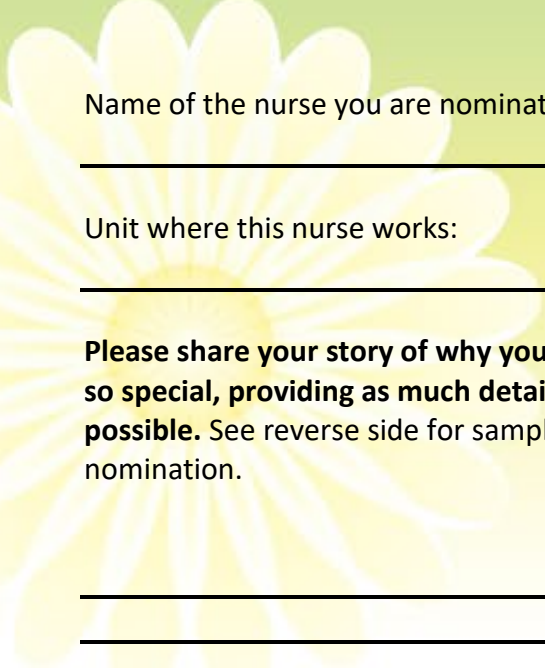 Name of the nurse you are nominat
Unit where this nurse works:
Please share your story of why you
so special, providing as much detai
possible. See reverse side for sampl
nomination.